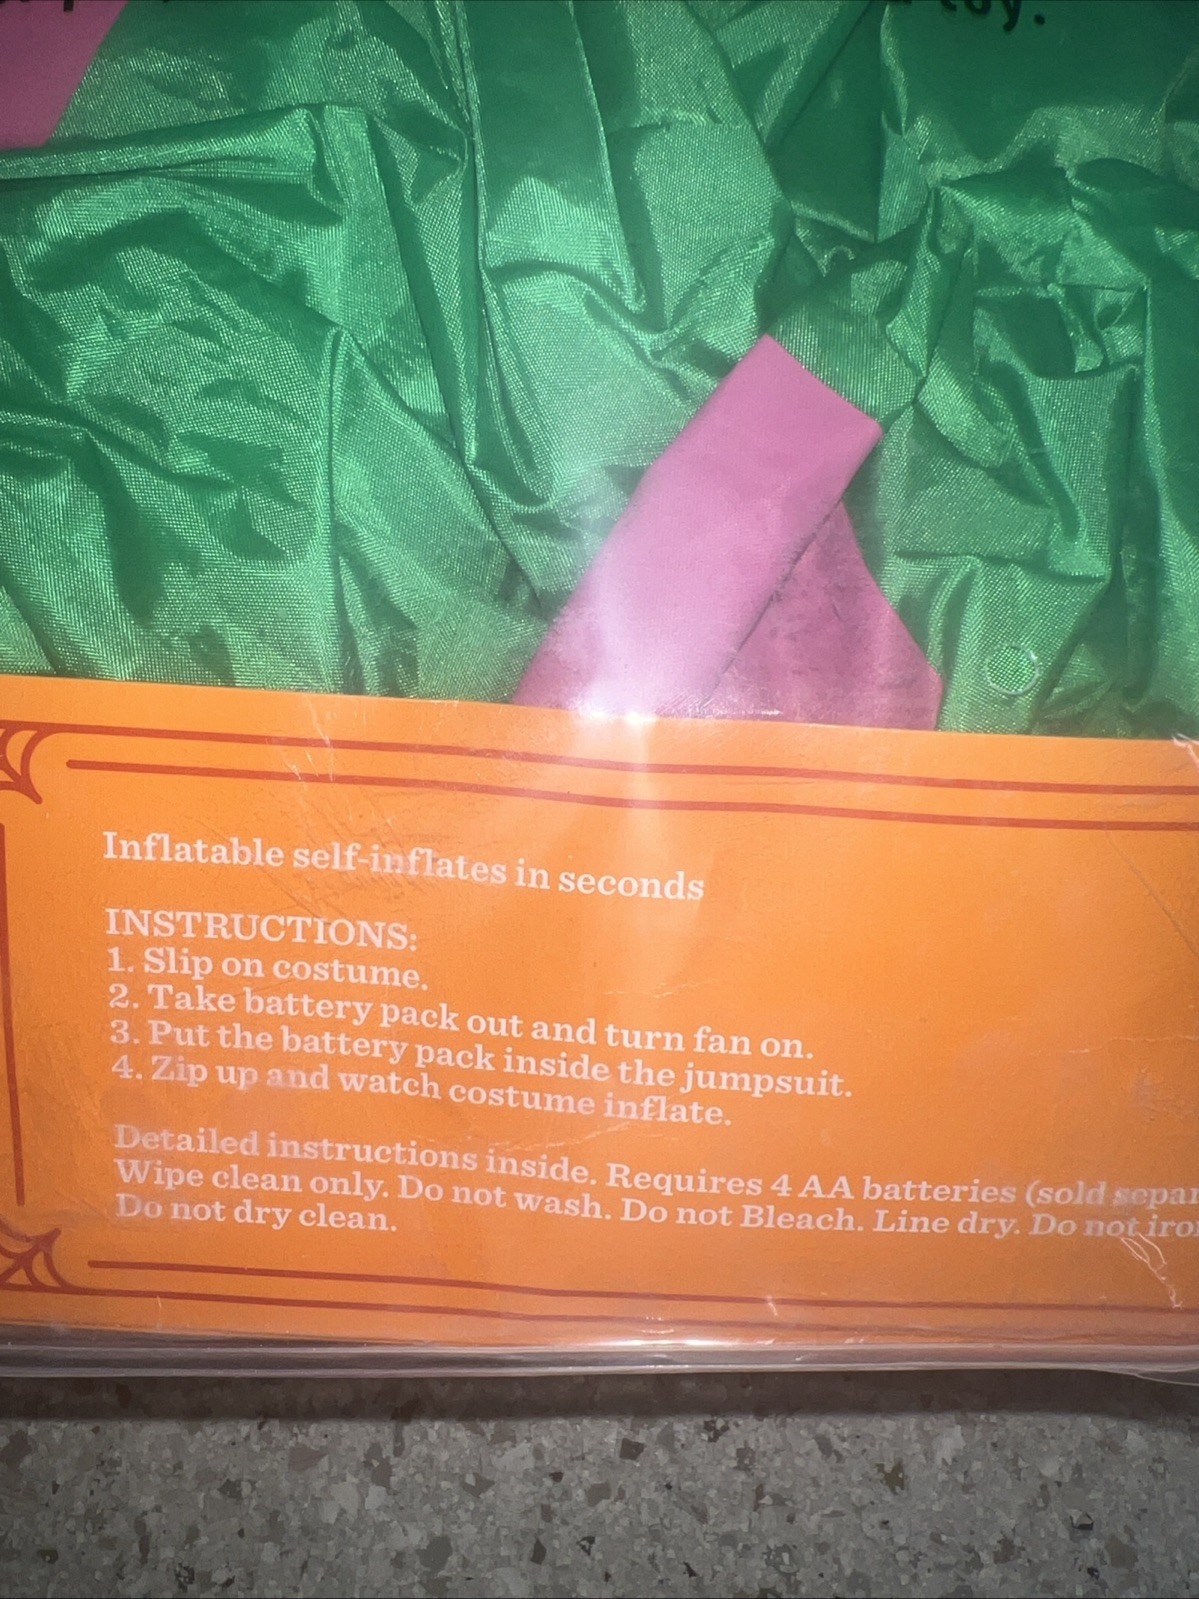 toy.
Inflatable self-inflates in seconds
INSTRUCTIONS:
1. Slip on costume.
2. Take battery pack out and turn fan on.
3. Put the battery pack inside the jumpsuit.
4. Zip up and watch costume inflate.
Detailed instructions inside. Requires 4 AA batteries (sold
Wipe clean only. Do not wash. Do not Bleach. Line dry. Do not
Do not dry clean.